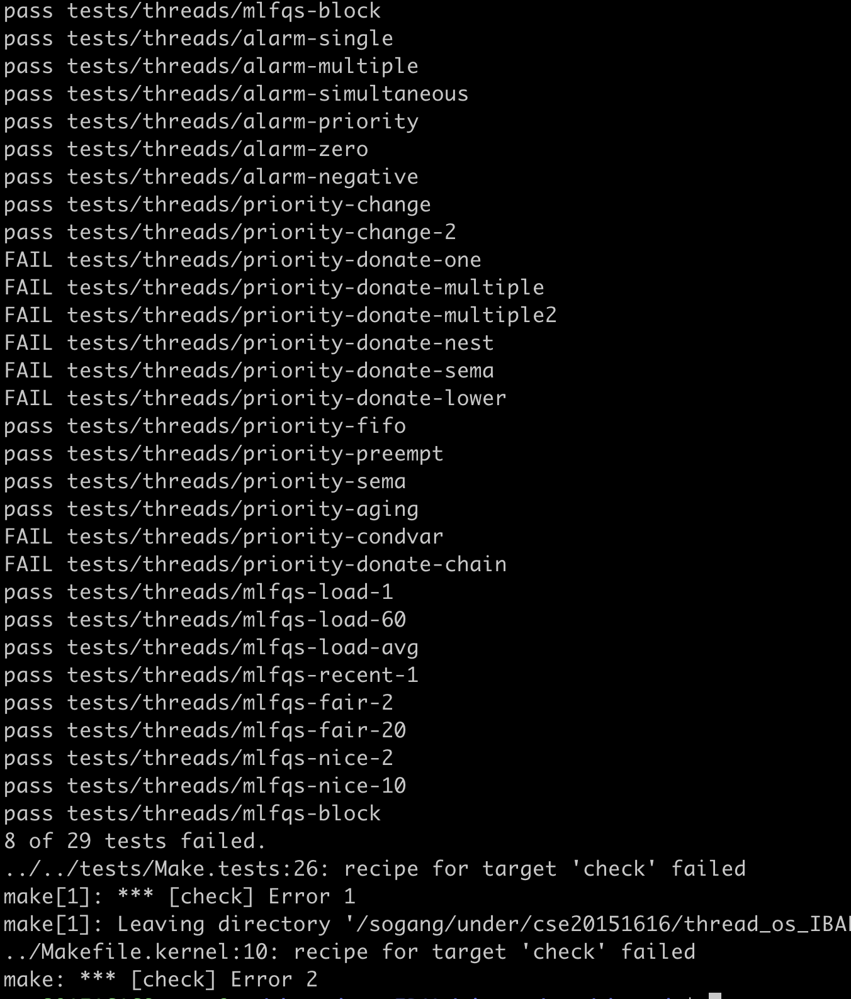 pass tests/threads/mlfqs-block
pass tests/threads/alarm-single
pass tests/threads/alarm-multiple
pass tests/threads/alarm-simultaneous
pass tests/threads/alarm-priority
pass tests/threads/alarm-zero
pass tests/threads/alarm-negative
pass tests/threads/priority-change
pass tests/threads/priority-change-2
FAIL tests/threads/priority-donate-one
FAIL tests/threads/priority-donate-multiple
FAIL tests/threads/priority-donate-multiple2
FAIL tests/threads/priority-donate-nest
FAIL tests/threads/priority-donate-sema
FAIL tests/threads/priority-donate-lower
pass tests/threads/priority-fifo
pass tests/threads/priority-preempt
pass tests/threads/priority-sema
pass tests/threads/priority-aging
FAIL tests/threads/priority-condvar
FAIL tests/threads/priority-donate-chain
pass tests/threads/mlfqs-load-1
pass tests/threads/mlfqs-load-60
pass tests/threads/mlfqs-load-avg
pass tests/threads/mlfqs-recent-1
pass tests/threads/mlfqs-fair-2
pass tests/threads/mlfqs-fair-20
pass tests/threads/mlfqs-nice-2
pass tests/threads/mlfqs-nice-10
pass tests/threads/mlfqs-block
8 of 29 tests failed.
../../tests/Make.tests:26: recipe for target 'check' failed
make[1]: *** [check] Error 1
make[1]: Leaving directory '/sogang/under/cse20151616/thread_os_IBA
../Makefile.kernel:10: recipe for target 'check' failed
make: *** [check] Error 2